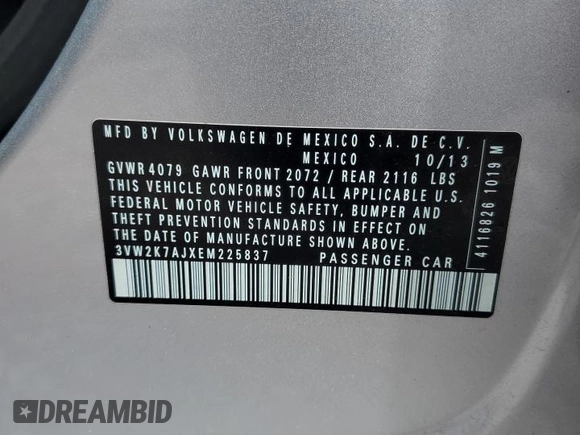 MFD BY VOLKSWAGEN DE MEXICO S.A. DE C.V.
MEXICO 10/13
GVWR 4079 GAWR FRONT 2072 / REAR 2116 LBS
THIS VEHICLE CONFORMS TO ALL APPLICABLE U.S.
FEDERAL MOTOR VEHICLE SAFETY, BUMPER AND
THEFT PREVENTION STANDARDS IN EFFECT ON
THE DATE OF MANUFACTURE SHOWN ABOVE.
3VW2K7AJXEM225837 PASSENGER CAR
4116826 1019 M
DREAMBID